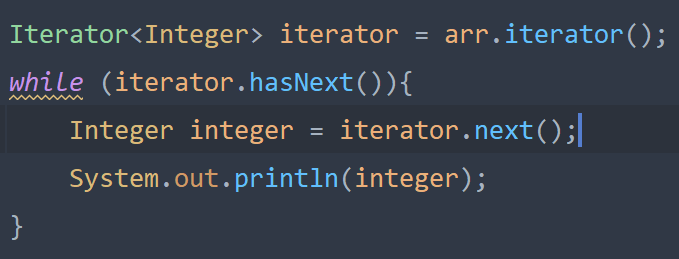 Iterator<Integer> iterator = arr.iterator();
while (iterator.hasNext()){
    Integer integer = iterator.next();
    System.out.println(integer);
}